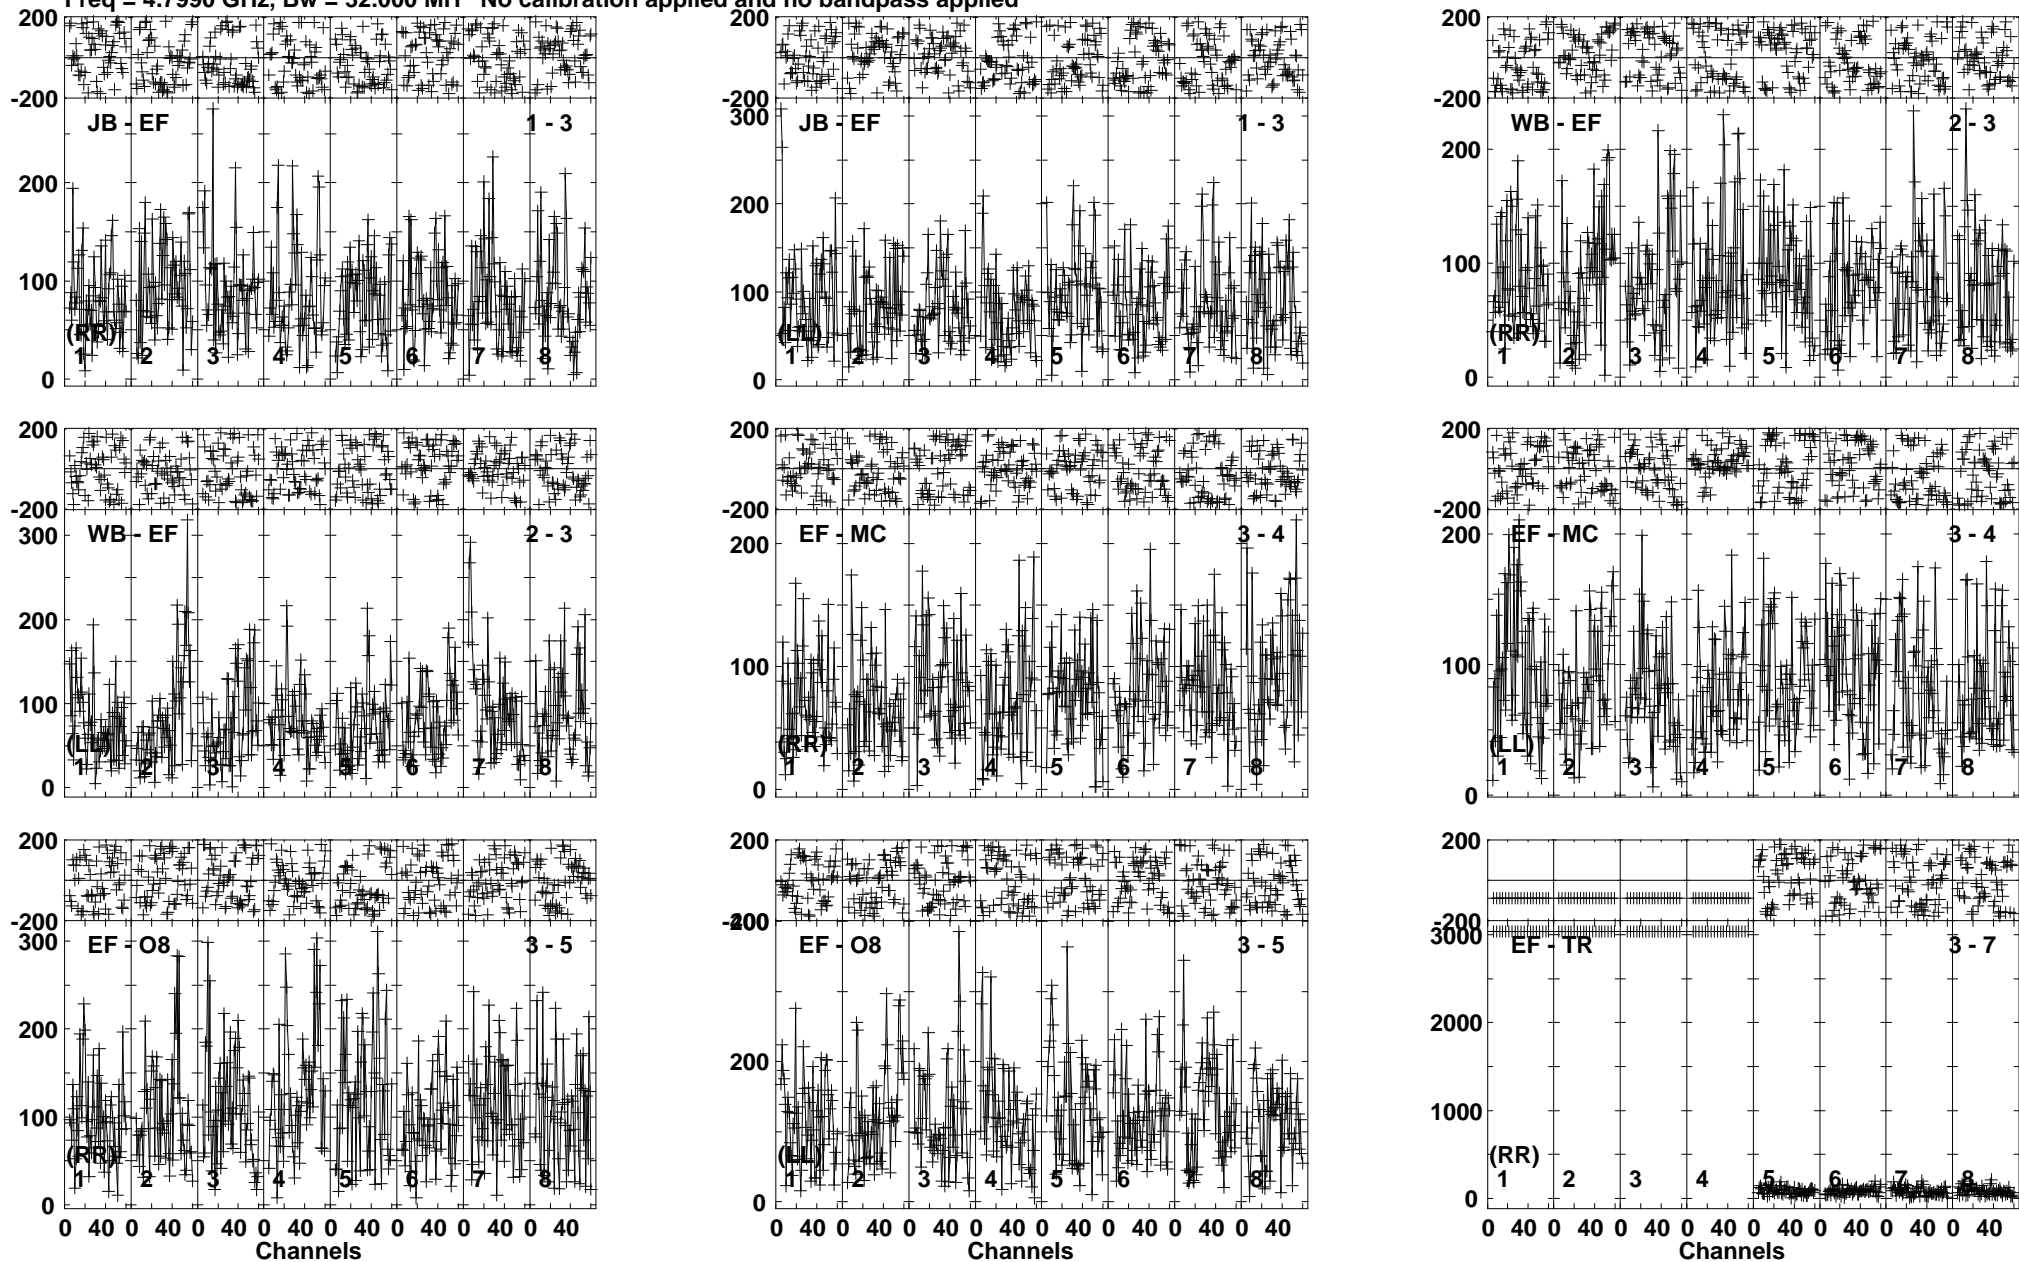 Freq = 4.7990 GHz, Bw = 32.000 MH No calibration applied and no bandpass applied
200 200 200
-200 -200 -200
JB - EF 1 - 3 JB - EF 1 - 3 WB - EF 2 - 3
300
200 200 200
100 100 100
(RR) (LL) (RR)
1 2 3 4 5 6 7 8 1 2 3 4 5 6 7 8 1 2 3 4 5 6 7 8
0 0 0
200 200 200
-200 -200 -200
WB - EF 2 - 3 EF - MC 3 - 4 EF - MC 3 - 4
300
200 200 200
100 100 100
(LL) (RR) (LL)
1 2 3 4 5 6 7 8 1 2 3 4 5 6 7 8 1 2 3 4 5 6 7 8
0 0 0
200 200 200
-200 -200 -200
300 400 3000
EF - O8 3 - 5 EF - O8 3 - 5 EF - TR 3 - 7
200 200 2000
100 1000
(RR) (LL) (RR)
1 2 3 4 5 6 7 8 1 2 3 4 5 6 7 8 1 2 3 4 5 6 7 8
0 0 0
0 40 0 40 0 40 0 40 0 40 0 40 0 40 0 40 0 40 0 40 0 40 0 40 0 40 0 40 0 40 0 40 0 40 0 40 0 40 0 40 0 40 0 40 0 40 0 40
Channels Channels Channels